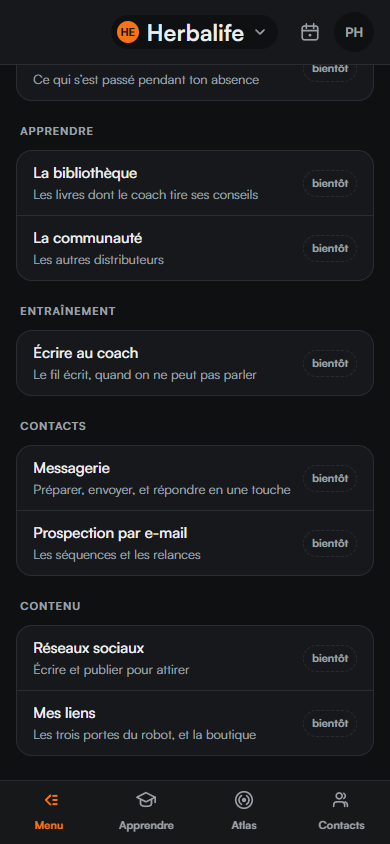 HE Herbalife PH
Ce qui s'est passé pendant ton absence bientôt
APPRENDRE
La bibliothèque
Les livres dont le coach tire ses conseils
bientôt
La communauté
Les autres distributeurs
bientôt
ENTRAÎNEMENT
Écrire au coach
Le fil écrit, quand on ne peut pas parler
bientôt
CONTACTS
Messagerie
Préparer, envoyer, et répondre en une touche
bientôt
Prospection par e-mail
Les séquences et les relances
bientôt
CONTENU
Réseaux sociaux
Écrire et publier pour attirer
bientôt
Mes liens
Les trois portes du robot, et la boutique
bientôt
Menu Apprendre Atlas Contacts